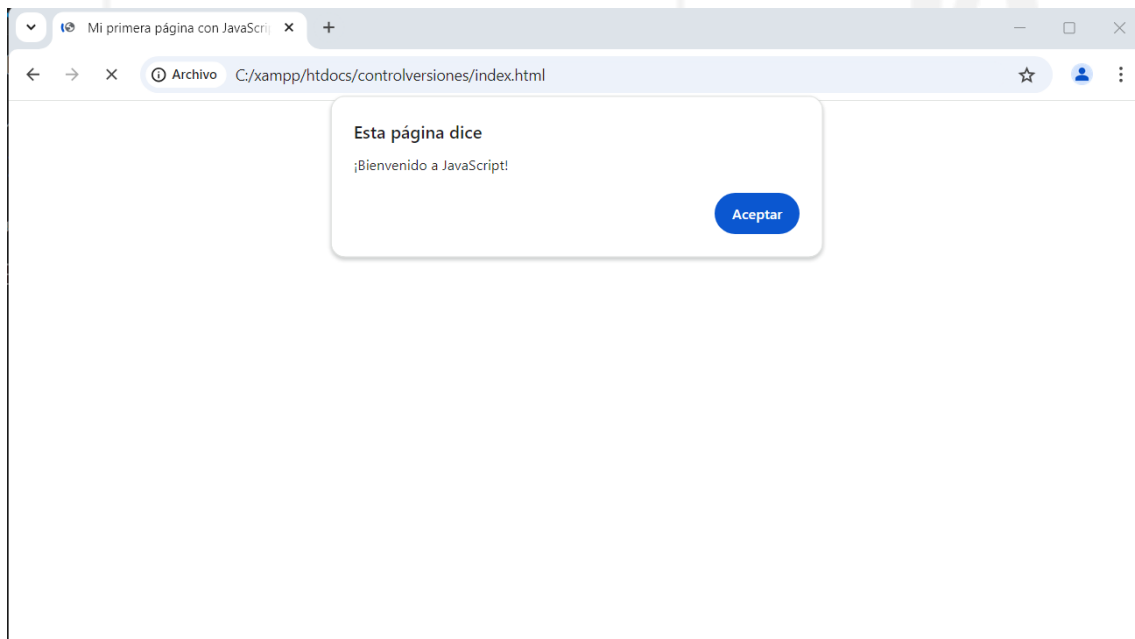 Mi primera página con JavaScri
Archivo C:/xampp/htdocs/controlversiones/index.html
Esta página dice
¡Bienvenido a JavaScript!
Aceptar